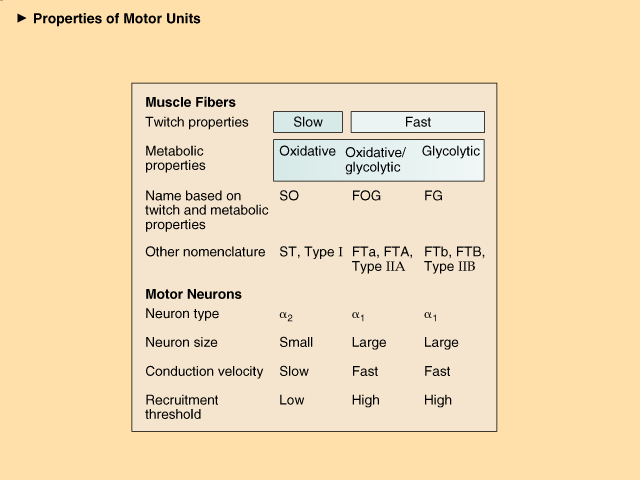 ► Properties of Motor Units
Muscle Fibers
Twitch properties Slow Fast
Metabolic properties Oxidative Oxidative/glycolytic Glycolytic
Name based on twitch and metabolic properties SO FOG FG
Other nomenclature ST, Type I FTa, FTA, Type IIA FTb, FTB, Type IIB
Motor Neurons
Neuron type α2 α1 α1
Neuron size Small Large Large
Conduction velocity Slow Fast Fast
Recruitment threshold Low High High